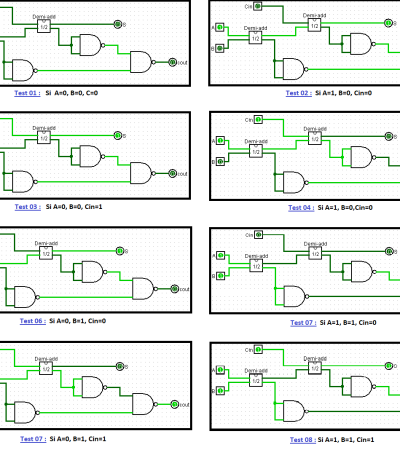 Demi-add
1/2
S
cout
Test 01 : Si A=0, B=0, C=0
Cin
Demi-add
1/2
S
A
Demi-add
1/2
B
Test 02 : Si A=1, B=0, Cin=0
Demi-add
1/2
S
cout
Test 03 : Si A=0, B=0, Cin=1
Cin
Demi-add
1/2
S
A
Demi-add
1/2
B
Test 04 : Si A=1, B=0,Cin=0
Demi-add
1/2
S
cout
Test 06 : Si A=0, B=1, Cin=0
Cin
Demi-add
1/2
S
A
Demi-add
1/2
B
Test 07 : Si A=1, B=1, Cin=0
Demi-add
1/2
S
cout
Test 07 : Si A=0, B=1, Cin=1
Cin
Demi-add
1/2
A
Demi-add
1/2
B
Test 08 : Si A=1, B=1, Cin=1